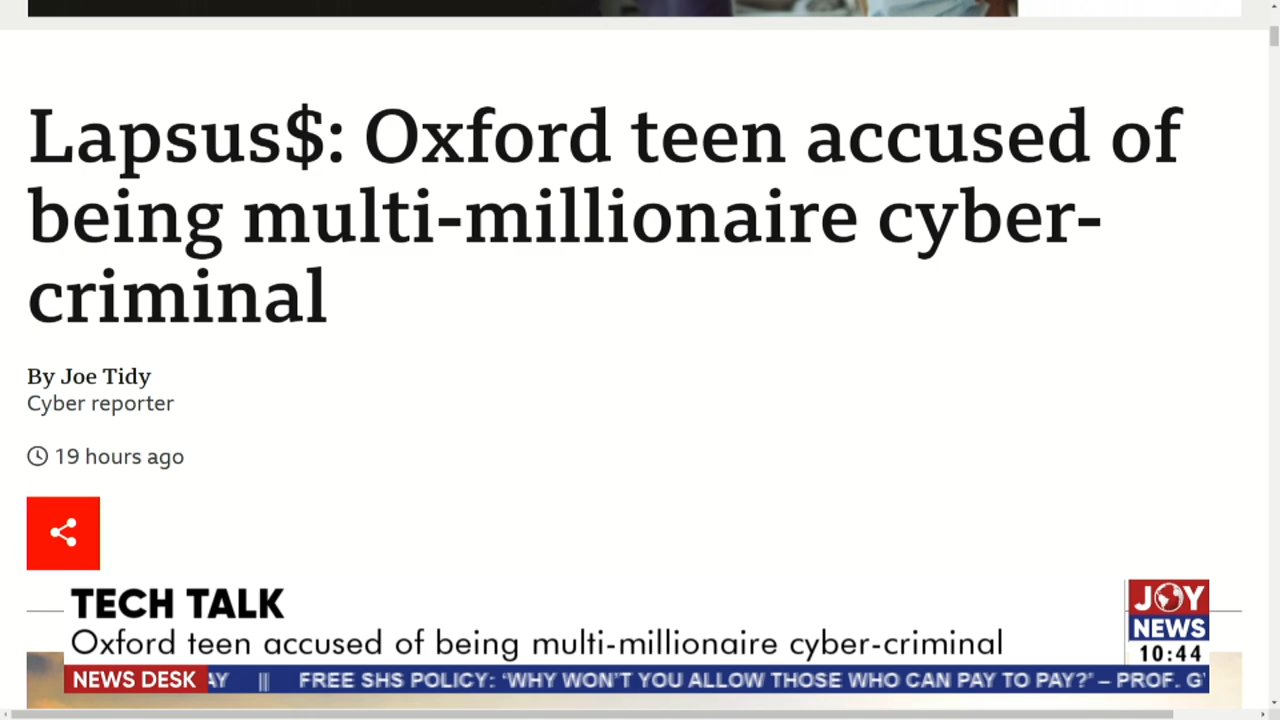 Lapsus$: Oxford teen accused of
being multi-millionaire cyber-
criminal
By Joe Tidy
Cyber reporter
19 hours ago
TECH TALK
Oxford teen accused of being multi-millionaire cyber-criminal
JOY
NEWS
10:44
NEWS DESK AY || FREE SHS POLICY: ‘WHY WON’T YOU ALLOW THOSE WHO CAN PAY TO PAY?’ – PROF. G